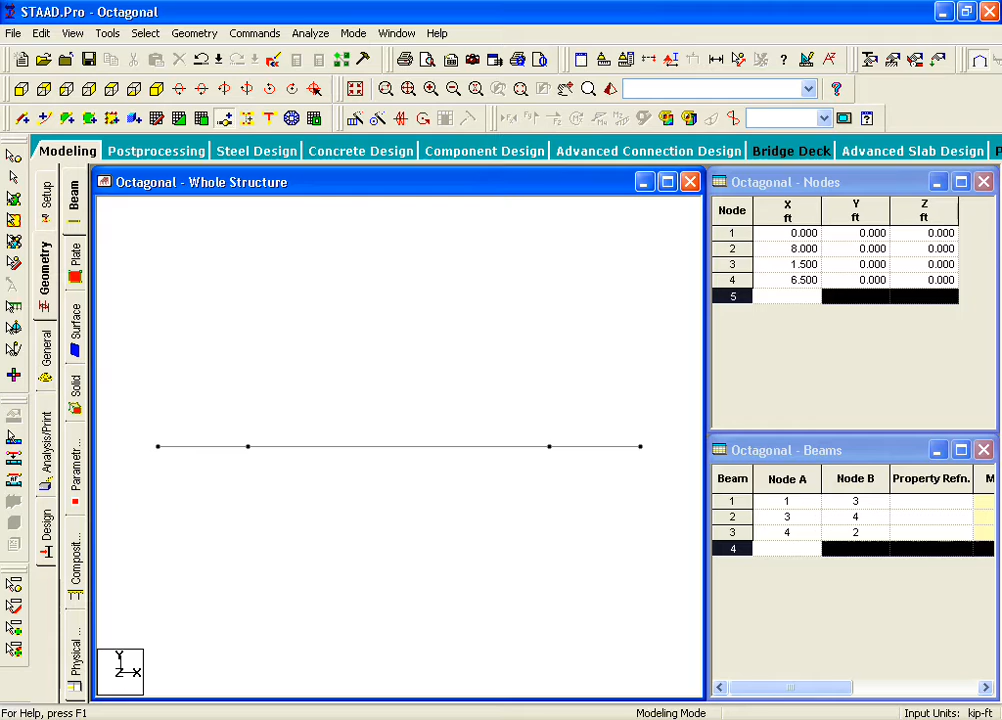 STAAD.Pro - Octagonal
File Edit View Tools Select Geometry Commands Analyze Mode Window Help
Modeling Postprocessing Steel Design Concrete Design Component Design Advanced Connection Design Bridge Deck Advanced Slab Design P
Setup
Geometry
General
Analysis/Print
Design
Beam
Plate
Surface
Solid
Parametr...
Composit...
Physical ...
Octagonal - Whole Structure
Y
Z X
Octagonal - Nodes
Node X ft Y ft Z ft
1 0.000 0.000 0.000
2 8.000 0.000 0.000
3 1.500 0.000 0.000
4 6.500 0.000 0.000
5
Octagonal - Beams
Beam Node A Node B Property Refn. M
1 1 3
2 3 4
3 4 2
4
For Help, press F1 Modeling Mode Input Units: kip-ft